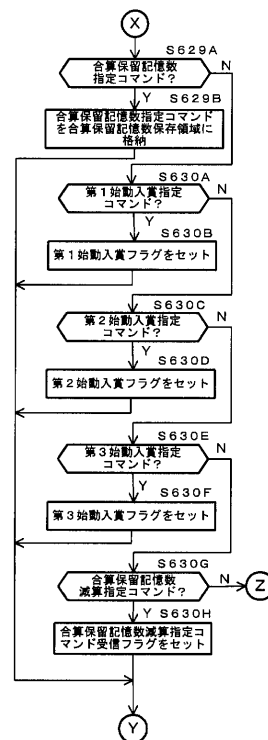 X
S629A
合算保留記憶数
指定コマンド?
N
Y
S629B
合算保留記憶数指定コマンド
を合算保留記憶数保存領域に
格納
S630A
第1始動入賞指定
コマンド?
N
Y
S630B
第1始動入賞フラグをセット
S630C
第2始動入賞指定
コマンド?
N
Y
S630D
第2始動入賞フラグをセット
S630E
第3始動入賞指定
コマンド?
N
Y
S630F
第3始動入賞フラグをセット
S630G
合算保留記憶数
減算指定コマンド?
N
Z
Y
S630H
合算保留記憶数減算指定コ
マンド受信フラグをセット
Y